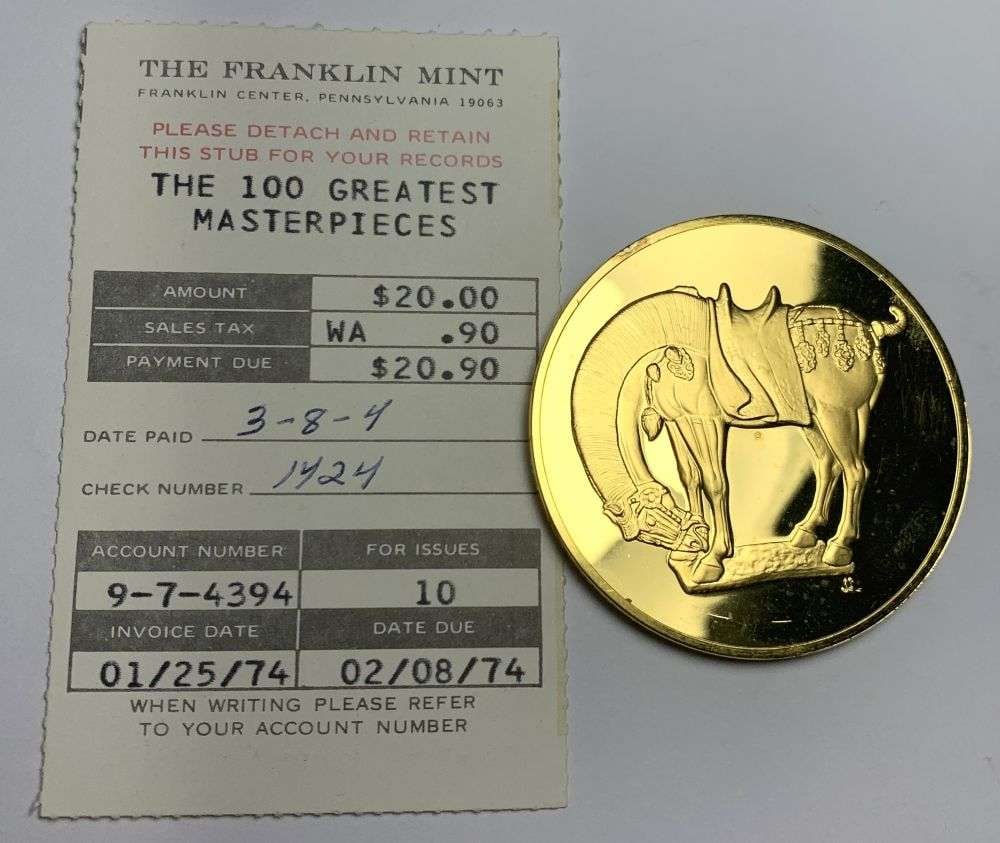 THE FRANKLIN MINT
FRANKLIN CENTER, PENNSYLVANIA 19063
PLEASE DETACH AND RETAIN
THIS STUB FOR YOUR RECORDS
THE 100 GREATEST
MASTERPIECES
AMOUNT $20.00
SALES TAX WA .90
PAYMENT DUE $20.90
DATE PAID 3-8-4
CHECK NUMBER 1424
ACCOUNT NUMBER FOR ISSUES
9-7-4394 10
INVOICE DATE DATE DUE
01/25/74 02/08/74
WHEN WRITING PLEASE REFER
TO YOUR ACCOUNT NUMBER